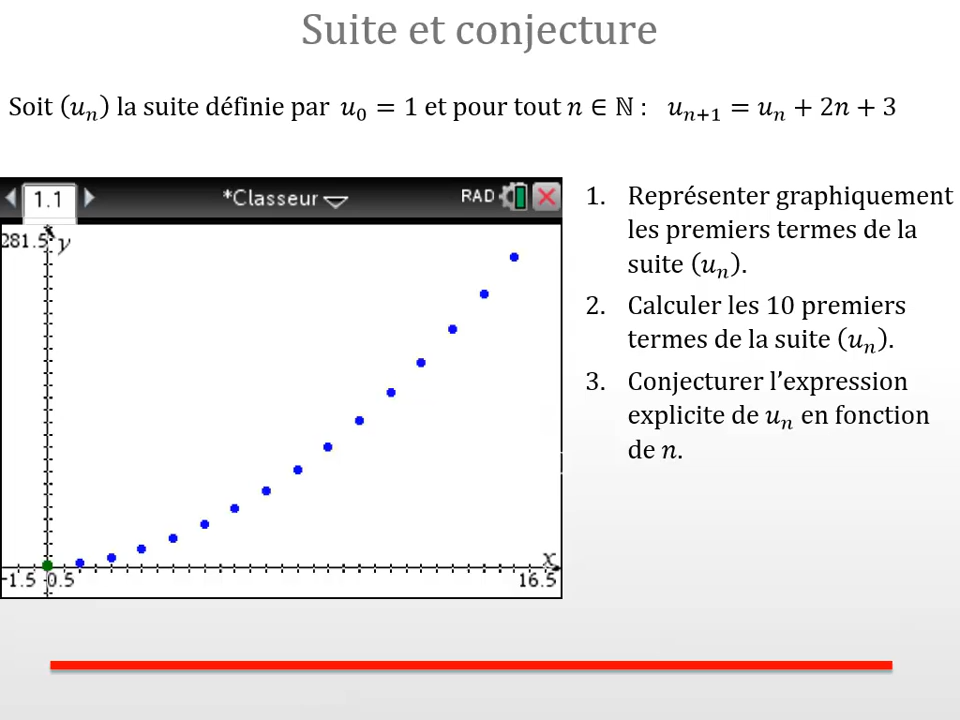 Suite et conjecture
Soit (uₙ) la suite définie par u₀ = 1 et pour tout n ∈ ℕ : uₙ₊₁ = uₙ + 2n + 3
1.1
*Classeur
RAD
281.5
y
x
-1.5
0.5
16.5
1. Représenter graphiquement
les premiers termes de la
suite (uₙ).
2. Calculer les 10 premiers
termes de la suite (uₙ).
3. Conjecturer l’expression
explicite de uₙ en fonction
de n.